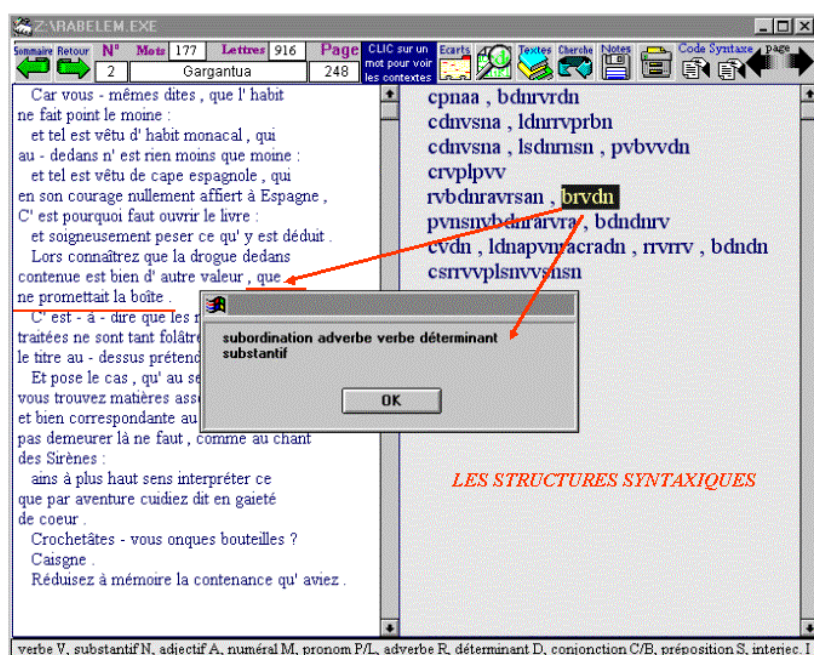 Z:\RABELEM.EXE
Sommaire Retour N° Mots 177 Lettres 916 Page CLIC sur un mot pour voir les contextes Ecarts Textes Cherche Notes Code Syntaxe page
2 Gargantua 248
Car vous - mêmes dites , que l' habit
ne fait point le moine :
et tel est vêtu d' habit monacal , qui
au - dedans n' est rien moins que moine :
et tel est vêtu de cape espagnole , qui
en son courage nullement affiert à Espagne ,
C' est pourquoi faut ouvrir le livre :
et soigneusement peser ce qu' y est déduit .
Lors connaîtrez que la drogue dedans
contenue est bien d' autre valeur , que
ne promettait la boîte .
C' est - à - dire que les
traitées ne sont tant folâtre
le titre au - dessus prétend
Et pose le cas , qu' au se
vous trouvez matières asse
et bien correspondante au
pas demeurer là ne faut , comme au chant
des Sirènes :
ains à plus haut sens interpréter ce
que par aventure cuidiez dit en gaieté
de coeur .
Crochetâtes - vous onques bouteilles ?
Caisgne .
Réduisez à mémoire la contenance qu' aviez .
cpnaa , bdnrvrdn
cdnvsna , ldnrrvprbn
cdnvsna , lsdnrnsn , pvbvvdn
crvplpvv
rvbdnravrsan , brvdn
pvnsnvbdnrarvra , bdndnrv
cvdn , ldnapvnracradn , rrvrrv , bdndn
csrrvvplsnvvsnsn
subordination adverbe verbe déterminant
substantif
OK
LES STRUCTURES SYNTAXIQUES
verbe V, substantif N, adjectif A, numéral M, pronom P/L, adverbe R, déterminant D, conjonction C/B, préposition S, interjec. I